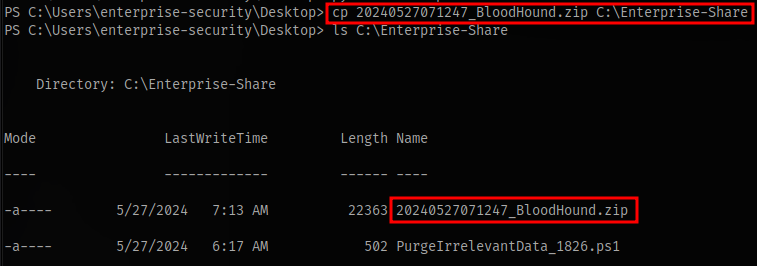 PS C:\Users\enterprise-security\Desktop> cp 20240527071247_BloodHound.zip C:\Enterprise-Share
PS C:\Users\enterprise-security\Desktop> ls C:\Enterprise-Share
Directory: C:\Enterprise-Share
Mode LastWriteTime Length Name
---- ------------- ------ ----
-a---- 5/27/2024 7:13 AM 22363 20240527071247_BloodHound.zip
-a---- 5/27/2024 6:17 AM 502 PurgeIrrelevantData_1826.ps1